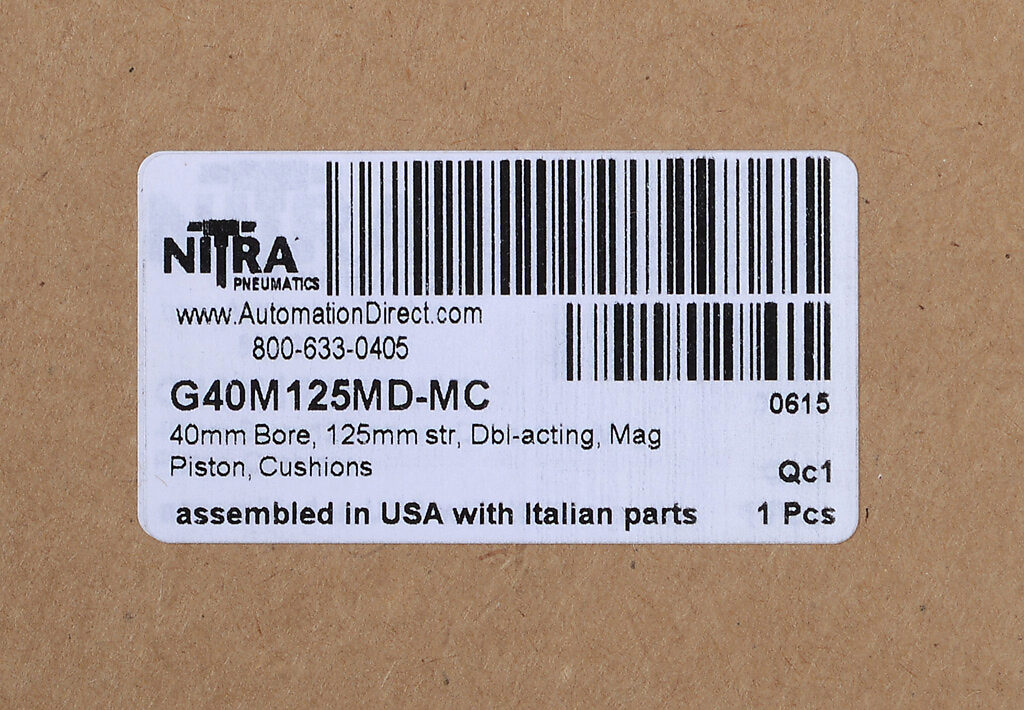 NITRA
PNEUMATICS
www.AutomationDirect.com
800-633-0405
G40M125MD-MC
0615
40mm Bore, 125mm str, Dbl-acting, Mag
Piston, Cushions
Qc1
assembled in USA with Italian parts
1 Pcs